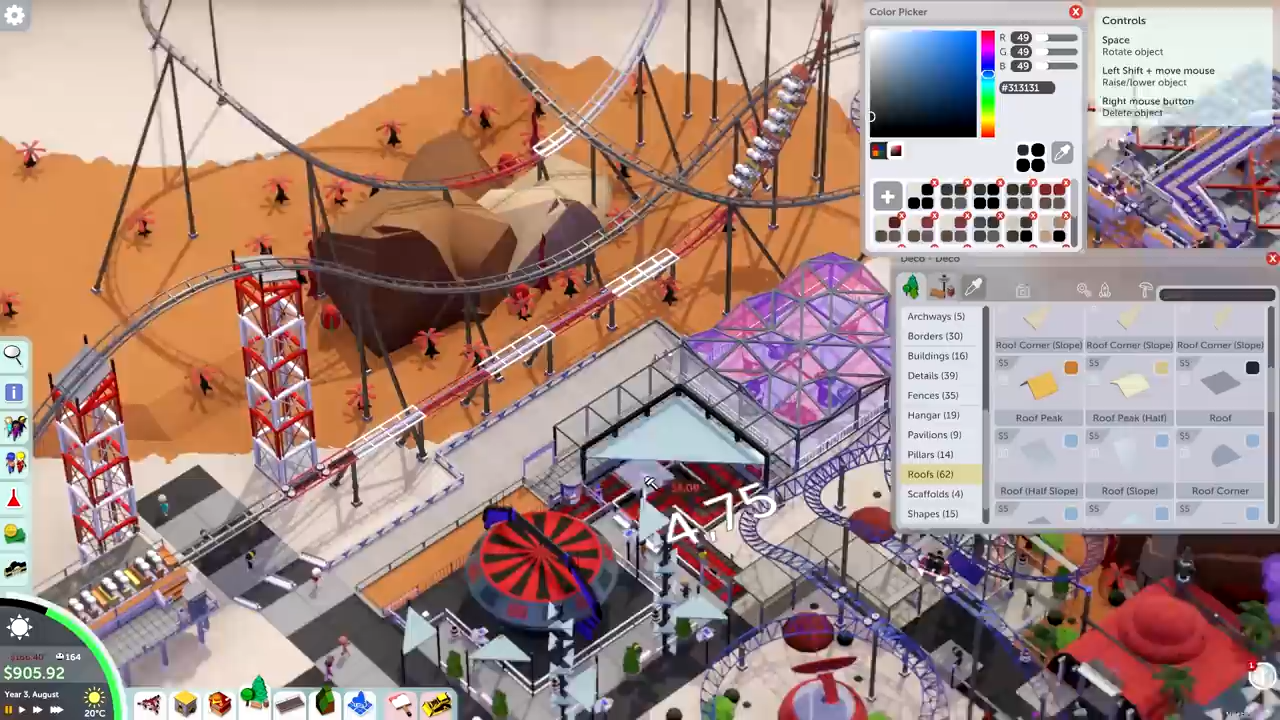 Color Picker
R 49
G 49
B 49
#313131
Controls
Space
Rotate object
Left Shift + move mouse
Raise/lower object
Right mouse button
Delete object
Deco - Deco
Archways (5)
Borders (30)
Buildings (16)
Details (39)
Fences (35)
Hangar (19)
Pavilions (9)
Pillars (14)
Roofs (62)
Scaffolds (4)
Shapes (15)
Roof Corner (Slope)
Roof Corner (Slope)
Roof Corner (Slope)
$5
$5
$5
Roof Peak
Roof Peak (Half)
Roof
$5
$5
$5
Roof (Half Slope)
Roof (Slope)
Roof Corner
$5
$5
$5
4,75
164
$905.92
Year 3, August
20°C
1